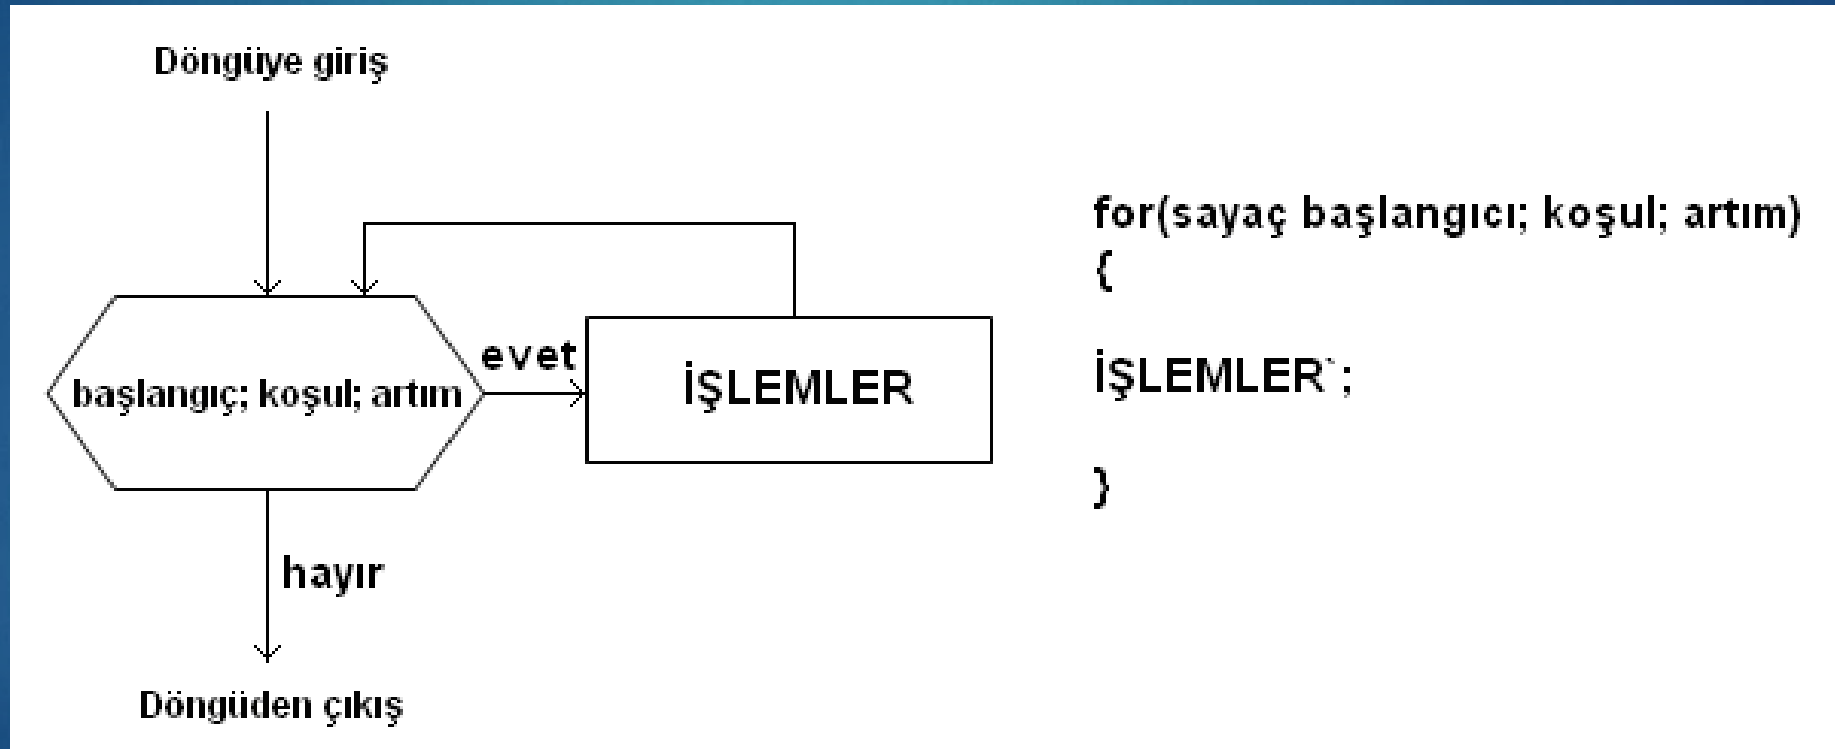 Döngüye giriş
başlangıç; koşul; artım
evet
İŞLEMLER
hayır
Döngüden çıkış
for(sayaç başlangıcı; koşul; artım)
{
İŞLEMLER`;
}